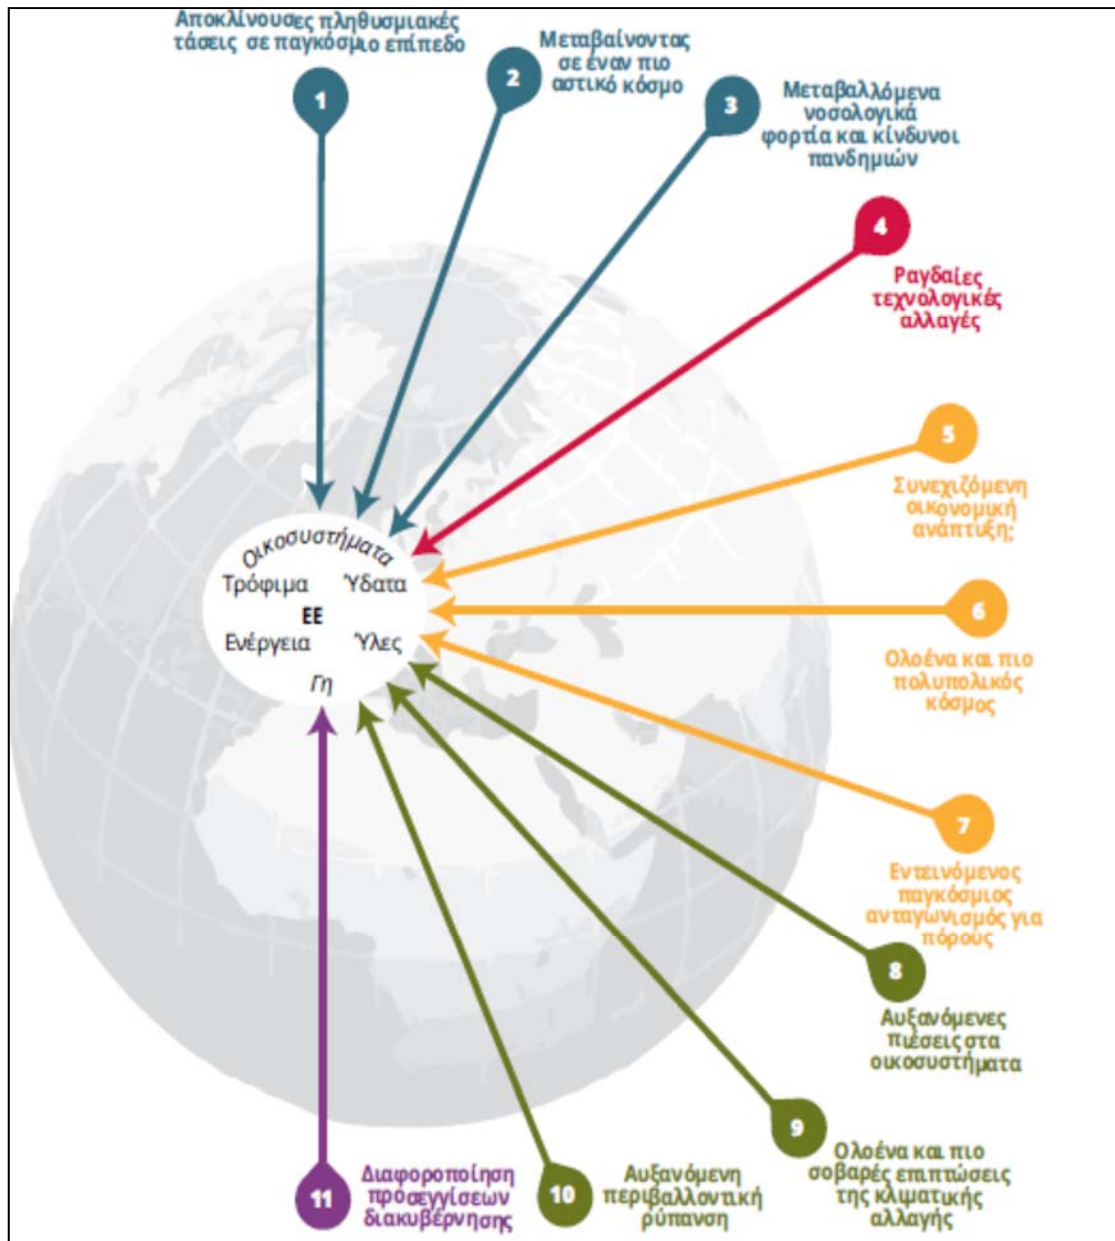 Αποκλίνουσες πληθυσμιακές
τάσεις σε παγκόσμιο επίπεδο
1
Μεταβαίνοντας
σε έναν πιο
αστικό κόσμο
2
Μεταβαλλόμενα
νοσολογικά
φορτία και κίνδυνοι
πανδημιών
3
4
Ραγδαίες
τεχνολογικές
αλλαγές
5
Συνεχιζόμενη
οικονομική
ανάπτυξη;
Οικοσυστήματα
Τρόφιμα Ύδατα
ΕΕ
Ενέργεια Ύλες
Γη
6
Ολοένα και πιο
πολυπολικός
κόσμος
7
Εντεινόμενος
παγκόσμιος
ανταγωνισμός για
πόρους
8
Αυξανόμενες
πιέσεις στα
οικοσυστήματα
9
Ολοένα και πιο
σοβαρές επιπτώσεις
της κλιματικής
αλλαγής
10
Αυξανόμενη
περιβαλλοντική
ρύπανση
11
Διαφοροποίηση
προσεγγίσεων
διακυβέρνησης